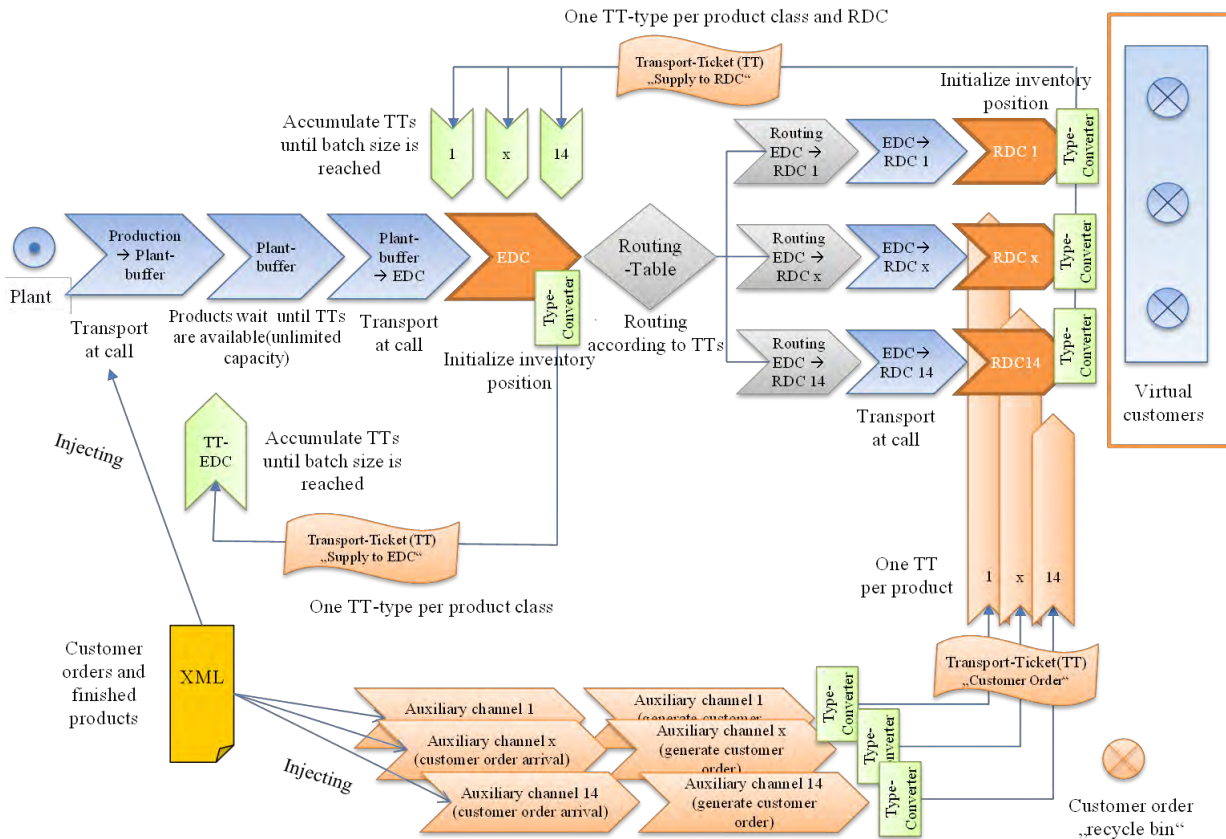 One TT-type per product class and RDC
Transport-Ticket (TT)
„Supply to RDC“
Initialize inventory
position
Accumulate TTs
until batch size is
reached
1
x
14
Routing
EDC →
RDC 1
EDC→
RDC 1
RDC 1
Type-
Converter
Production
→ Plant-
buffer
Plant-
buffer
Plant-
buffer
→ EDC
EDC
Type-
Converter
Routing
-Table
Routing
EDC →
RDC x
EDC→
RDC x
RDC x
Type-
Converter
Plant
Transport
at call
Products wait until TTs
are available(unlimited
capacity)
Transport
at call
Initialize inventory
position
Routing
according to TTs
Routing
EDC →
RDC 14
EDC→
RDC 14
RDC14
Type-
Converter
Transport
at call
Virtual
customers
Injecting
TT-
EDC
Accumulate TTs
until batch size is
reached
Transport-Ticket (TT)
„Supply to EDC“
One TT-type per product class
One TT
per product
1
x
14
Transport-Ticket(TT)
„Customer Order“
Customer
orders and
finished
products
XML
Injecting
Auxiliary channel 1
Auxiliary channel 1
(generate customer
Type-
Converter
Auxiliary channel x
(customer order arrival)
Auxiliary channel x
(generate customer
order)
Type-
Converter
Auxiliary channel 14
(customer order arrival)
Auxiliary channel 14
(generate customer
order)
Type-
Converter
Customer order
„recycle bin“